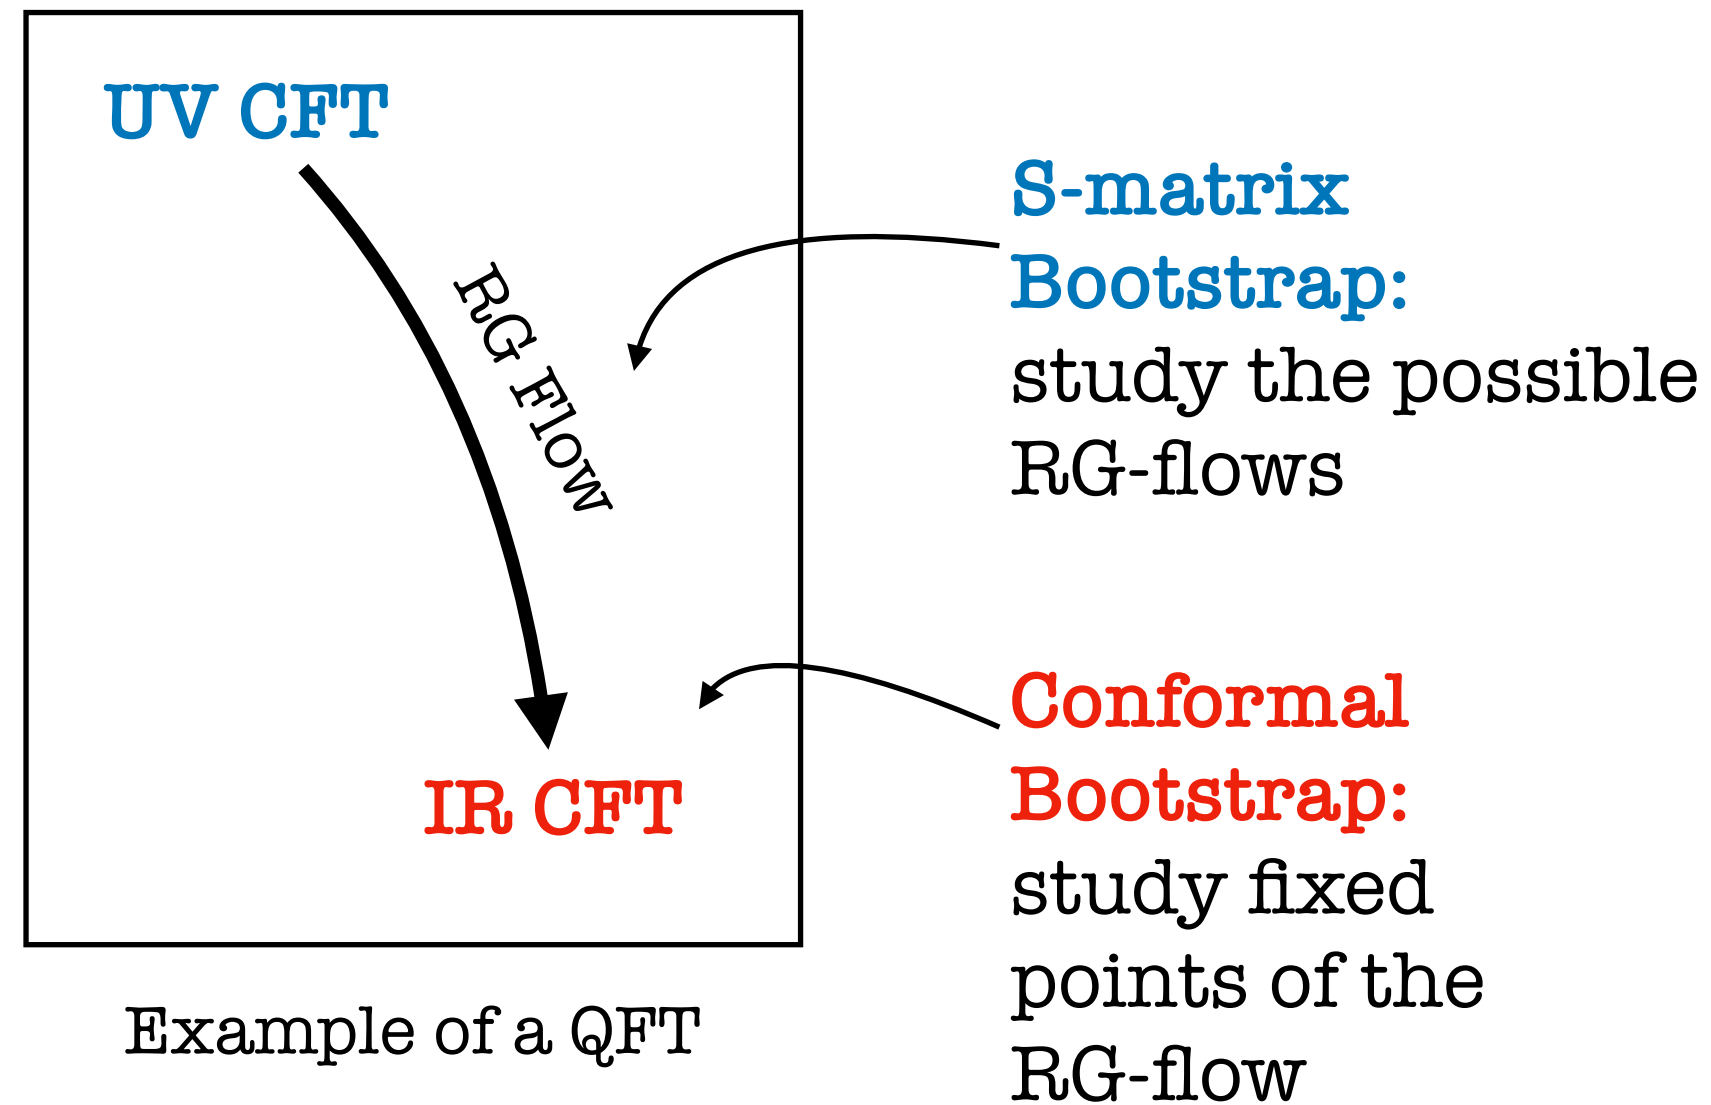 UV CFT
RG Flow
IR CFT
Example of a QFT
S-matrix
Bootstrap:
study the possible
RG-flows
Conformal
Bootstrap:
study fixed
points of the
RG-flow